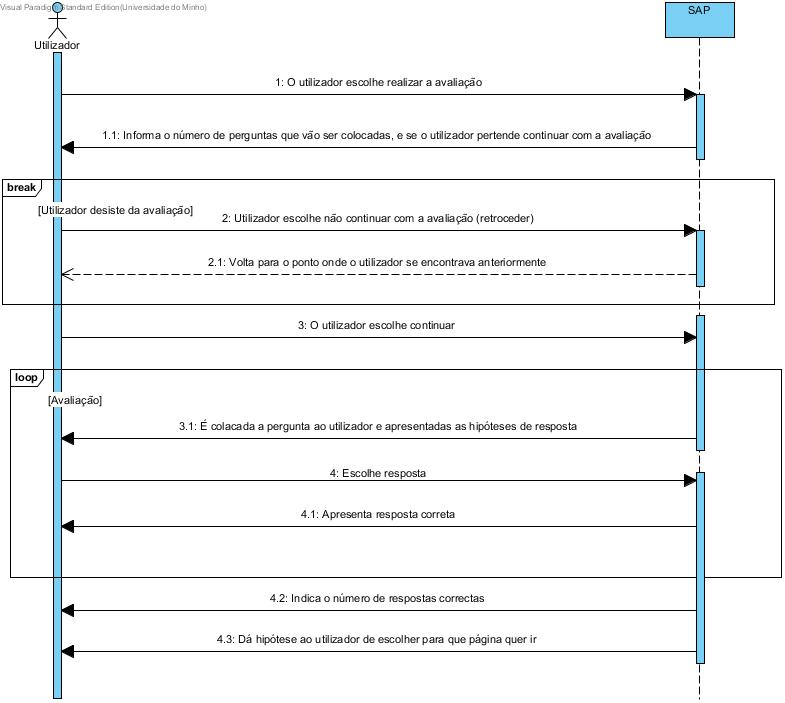 Visual Paradigm Standard Edition(Universidade do Minho)
SAP
Utilizador
1: O utilizador escolhe realizar a avaliação
1.1: Informa o número de perguntas que vão ser colocadas, e se o utilizador pertende continuar com a avaliação
break
[Utilizador desiste da avaliação]
2: Utilizador escolhe não continuar com a avaliação (retroceder)
2.1: Volta para o ponto onde o utilizador se encontrava anteriormente
3: O utilizador escolhe continuar
loop
[Avaliação]
3.1: É colacada a pergunta ao utilizador e apresentadas as hipóteses de resposta
4: Escolhe resposta
4.1: Apresenta resposta correta
4.2: Indica o número de respostas correctas
4.3: Dá hipótese ao utilizador de escolher para que página quer ir